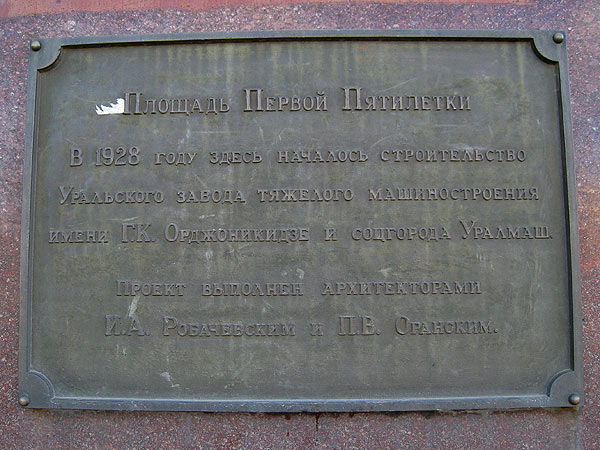 Площадь Первой Пятилетки
В 1928 году здесь началось строительство
Уральского завода тяжелого машиностроения
имени Г.К. Орджоникидзе и соцгорода Уралмаш.
Проект выполнен архитекторами
И.А. Робачевским и П.В. Оранским.